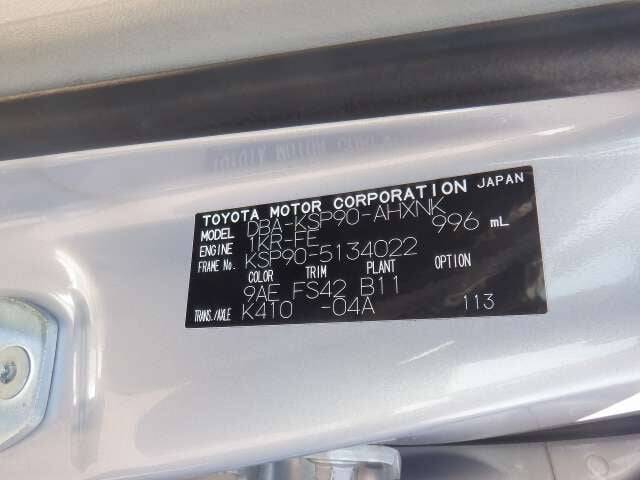 TOYOTA MOTOR CORPORATION JAPAN
MODEL DBA-KSP90-AHXNK
ENGINE 1KR-FE 996 mL
FRAME No. KSP90-5134022
COLOR TRIM PLANT OPTION
9AE FS42 B11
TRANS./AXLE K410 -04A 113